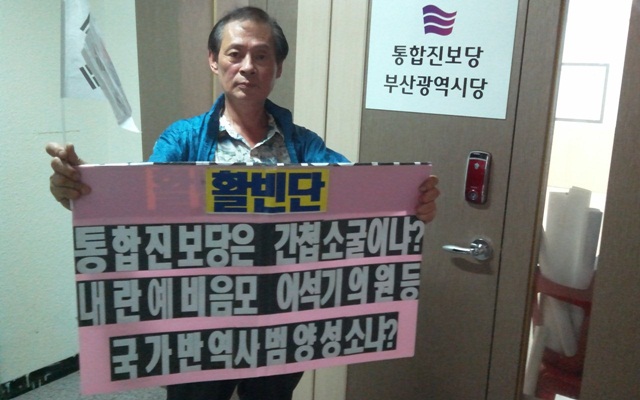 통합진보당
부산광역시당
활빈단
통합진보당은 간첩소굴이냐?
내란예비음모 이석기의원등
국가반역사범양성소냐?